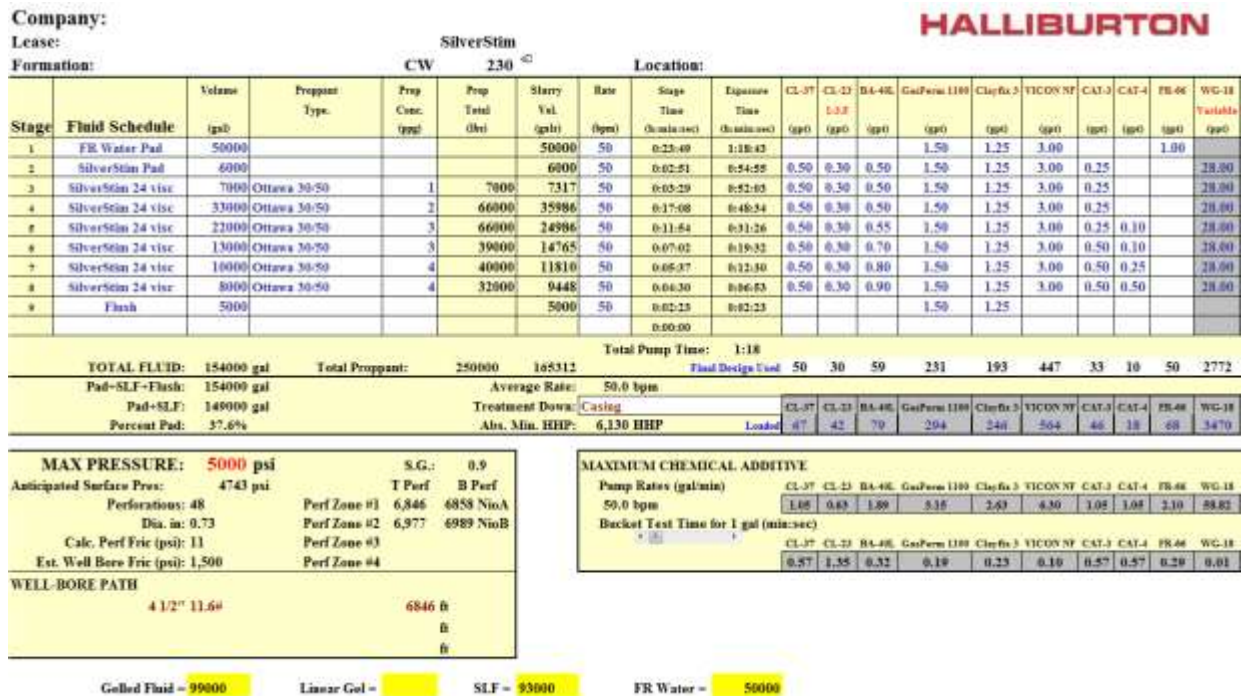 Company:
HALLIBURTON
Lease: SilverStim
Formation: CW 230 Location:
Volume Proppant Prop Prop Slurry Rate Stage Exposure CL-37 CL-23 BA-40L GasPerm 1100 Clayfix 3 VICON NF CAT-3 CAT-4 FR-66 WG-18
Type. Conc. Total Vol. Time Time Variable
Stage Fluid Schedule (gal) (ppg) (lbs) (gals) (bpm) (h:min:sec) (h:min:sec) (gpt) (gpt) (gpt) (gpt) (gpt) (gpt) (gpt) (gpt) (gpt) (ppt)
1 FR Water Pad 50000 50000 50 0:23:49 1:18:43 1.50 1.25 3.00 1.00
2 SilverStim Pad 6000 6000 50 0:02:51 0:54:55 0.50 0.30 0.50 1.50 1.25 3.00 0.25 28.00
3 SilverStim 24 visc 7000 Ottawa 30/50 1 7000 7317 50 0:03:29 0:52:03 0.50 0.30 0.50 1.50 1.25 3.00 0.25 28.00
4 SilverStim 24 visc 33000 Ottawa 30/50 2 66000 35986 50 0:17:08 0:48:34 0.50 0.30 0.50 1.50 1.25 3.00 0.25 28.00
5 SilverStim 24 visc 22000 Ottawa 30/50 3 66000 24986 50 0:11:54 0:31:26 0.50 0.30 0.55 1.50 1.25 3.00 0.25 0.10 28.00
6 SilverStim 24 visc 13000 Ottawa 30/50 3 39000 14765 50 0:07:02 0:19:32 0.50 0.30 0.70 1.50 1.25 3.00 0.50 0.10 28.00
7 SilverStim 24 visc 10000 Ottawa 30/50 4 40000 11810 50 0:05:37 0:12:30 0.50 0.30 0.80 1.50 1.25 3.00 0.50 0.25 28.00
8 SilverStim 24 visc 8000 Ottawa 30/50 4 32000 9448 50 0:04:30 0:06:53 0.50 0.30 0.90 1.50 1.25 3.00 0.50 0.50 28.00
9 Flush 5000 5000 50 0:02:23 0:02:23 1.50 1.25
0:00:00
Total Pump Time: 1:18
TOTAL FLUID: 154000 gal Total Proppant: 250000 165312 Final Design Used 50 30 59 231 193 447 33 10 50 2772
Pad+SLF+Flush: 154000 gal Average Rate: 50.0 bpm
Pad+SLF: 149000 gal Treatment Down: Casing CL-37 CL-23 BA-40L GasPerm 1100 Clayfix 3 VICON NF CAT-3 CAT-4 FR-66 WG-18
Percent Pad: 37.6% Abs. Min. HHP: 6,130 HHP Loaded 67 42 79 294 246 564 46 18 68 3470
MAX PRESSURE: 5000 psi S.G.: 0.9
Anticipated Surface Pres: 4743 psi T Perf B Perf
Perforations: 48 Perf Zone #1 6,846 6858 NioA
Dia. in: 0.73 Perf Zone #2 6,977 6989 NioB
Calc. Perf Fric (psi): 11 Perf Zone #3
Est. Well Bore Fric (psi): 1,500 Perf Zone #4
WELL-BORE PATH
4 1/2" 11.6# 6846 ft
ft
ft
MAXIMUM CHEMICAL ADDITIVE
Pump Rates (gal/min) CL-37 CL-23 BA-40L GasPerm 1100 Clayfix 3 VICON NF CAT-3 CAT-4 FR-66 WG-18
50.0 bpm 1.05 0.63 1.89 3.15 2.63 6.30 1.05 1.05 2.10 58.82
Bucket Test Time for 1 gal (min:sec)
CL-37 CL-23 BA-40L GasPerm 1100 Clayfix 3 VICON NF CAT-3 CAT-4 FR-66 WG-18
0.57 1.35 0.32 0.19 0.23 0.10 0.57 0.57 0.29 0.01
Gelled Fluid = 99000 Linear Gel = SLF = 93000 FR Water = 50000